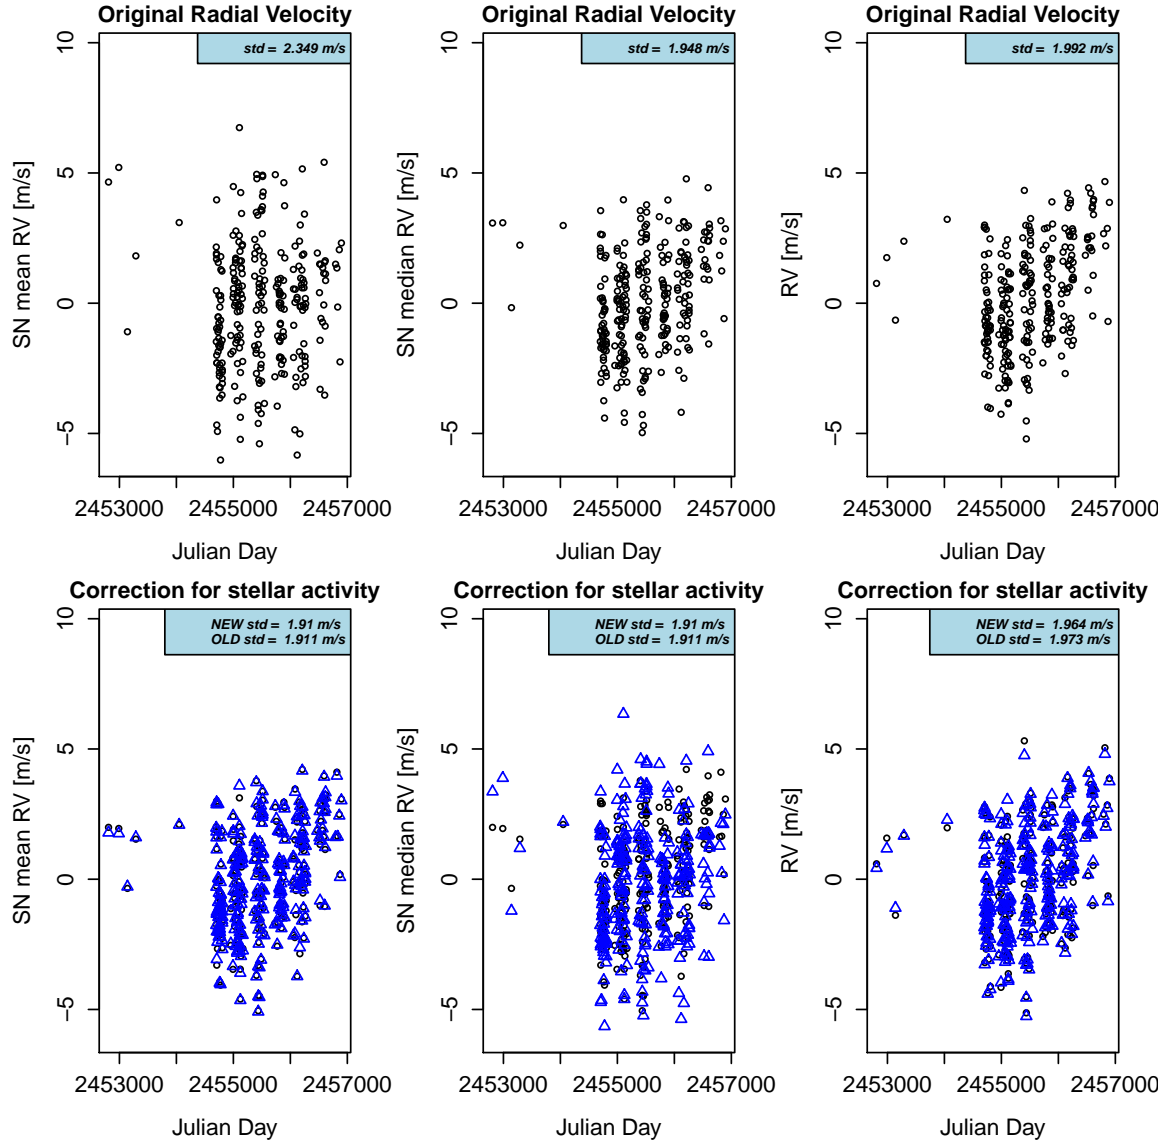 Original Radial Velocity
std = 2.349 m/s
SN mean RV [m/s]
10
5
0
−5
2453000 2455000 2457000
Julian Day
Original Radial Velocity
std = 1.948 m/s
SN median RV [m/s]
10
5
0
−5
2453000 2455000 2457000
Julian Day
Original Radial Velocity
std = 1.992 m/s
RV [m/s]
10
5
0
−5
2453000 2455000 2457000
Julian Day
Correction for stellar activity
NEW std = 1.91 m/s
OLD std = 1.911 m/s
SN mean RV [m/s]
10
5
0
−5
2453000 2455000 2457000
Julian Day
Correction for stellar activity
NEW std = 1.91 m/s
OLD std = 1.911 m/s
SN median RV [m/s]
10
5
0
−5
2453000 2455000 2457000
Julian Day
Correction for stellar activity
NEW std = 1.964 m/s
OLD std = 1.973 m/s
RV [m/s]
10
5
0
−5
2453000 2455000 2457000
Julian Day